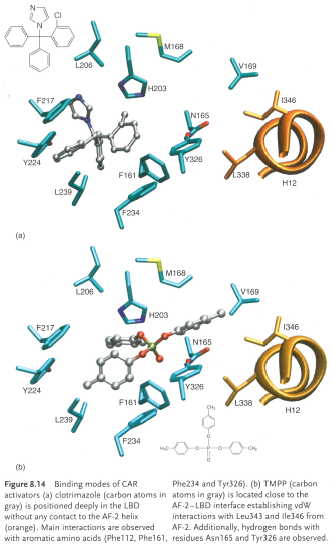 N
N
Cl
L206
M168
H203
V169
F217
N165
I346
Y224
Y326
F161
L338
L239
H12
F234
(a)
L206
M168
V169
H203
F217
N165
I346
Y224
Y326
F161
L338
L239
H12
F234
CH₃
O
H₃C
O
P
O
CH₃
O
(b)
Figure 8.14 Binding modes of CAR
activators (a) clotrimazole (carbon atoms in
gray) is positioned deeply in the LBD
without any contact to the AF-2 helix
(orange). Main interactions are observed
with aromatic amino acids (Phe112, Phe161,
Phe234 and Tyr326). (b) TMPP (carbon
atoms in gray) is located close to the
AF-2–LBD interface establishing vdW
interactions with Leu343 and Ile346 from
AF-2. Additionally, hydrogen bonds with
residues Asn165 and Tyr326 are observed.